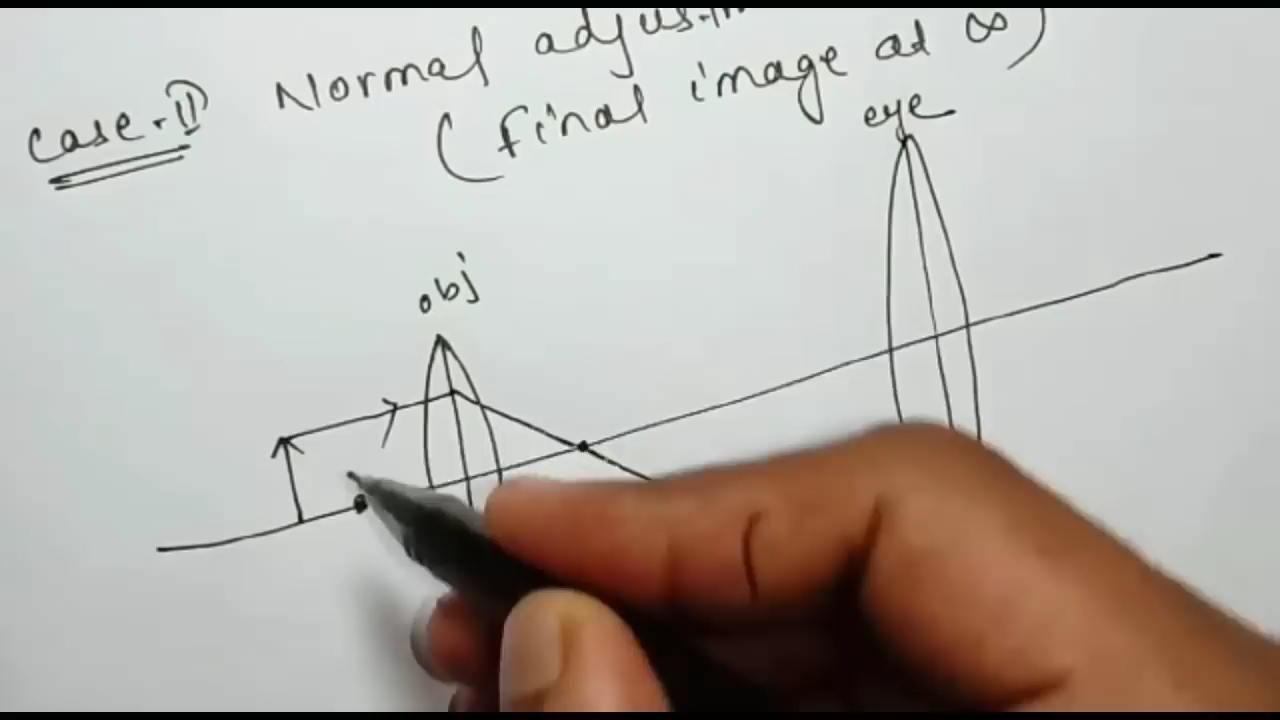 Case-II Normal
(Final image at ∞)
eye
obj